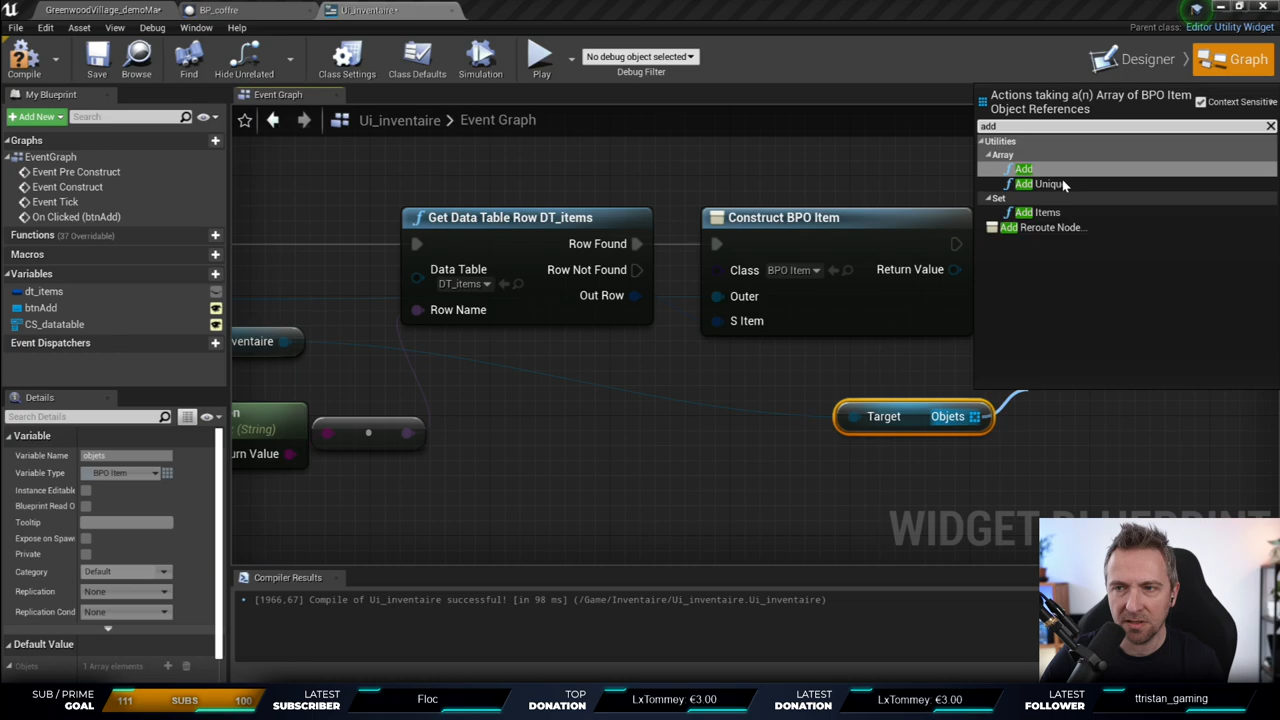 GreenwoodVillage_demoMa•
BP_coffre
Ui_inventaire•
File Edit Asset View Debug Window Help
Parent class: Editor Utility Widget
Compile
Save
Browse
Find
Hide Unrelated
Class Settings
Class Defaults
Simulation
Play
No debug object selected
Debug Filter
Designer
Graph
My Blueprint
Add New
Search
Graphs
EventGraph
Event Pre Construct
Event Construct
Event Tick
On Clicked (btnAdd)
Functions (37 Overridable)
Macros
Variables
dt_items
btnAdd
CS_datatable
Event Dispatchers
Details
Search Details
Variable
Variable Name objets
Variable Type BPO Item
Instance Editable
Blueprint Read O
Tooltip
Expose on Spaw
Private
Category Default
Replication None
Replication Cond None
Default Value
Objets 1 Array elements
Event Graph
Ui_inventaire > Event Graph
Get Data Table Row DT_items
Row Found
Data Table
DT_items
Row Not Found
Out Row
Row Name
Construct BPO Item
Class BPO Item
Return Value
Outer
S Item
ventaire
n
(String)
urn Value
Target Objets
WIDGET BLUEPRINT
Actions taking a(n) Array of BPO Item
Object References
Context Sensitive
add
Utilities
Array
Add
Add Uniqu
Set
Add Items
Add Reroute Node...
Compiler Results
[1966,67] Compile of Ui_inventaire successful! [in 98 ms] (/Game/Inventaire/Ui_inventaire.Ui_inventaire)
SUB / PRIME
GOAL
111 SUBS 100
LATEST
SUBSCRIBER
Floc
TOP
DONATION
LxTommey €3.00
LATEST
DONATION
LxTommey €3.00
LATEST
FOLLOWER
ttristan_gaming